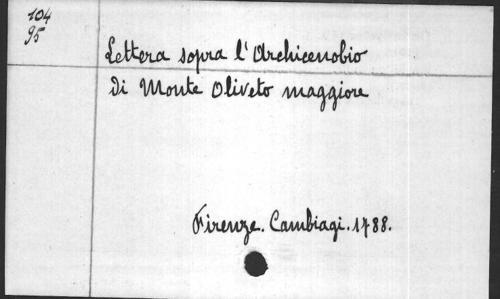 104
95
Lettera sopra l'Archicenobio
di Monte Oliveto maggiore
Firenze. Cambiagi. 1788.